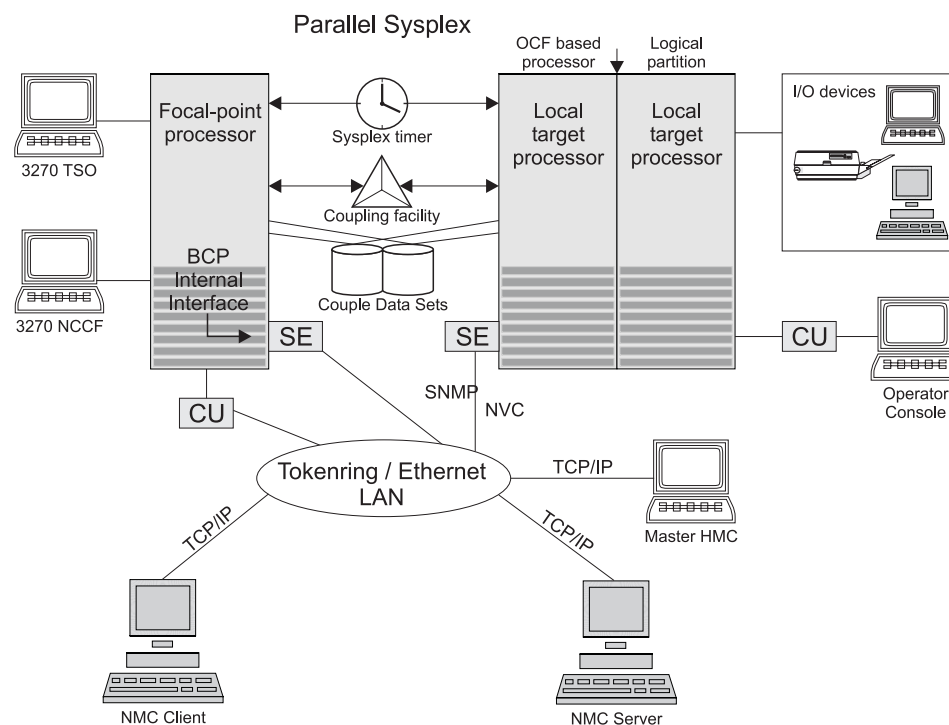 Parallel Sysplex
OCF based
processor
Logical
partition
Focal-point
processor
Sysplex timer
Local
target
processor
Local
target
processor
I/O devices
3270 TSO
Coupling facility
BCP
Internal
Interface
Couple Data Sets
3270 NCCF
SE
SE
CU
Operator
Console
CU
SNMP
NVC
Tokenring / Ethernet
LAN
TCP/IP
Master HMC
TCP/IP
TCP/IP
NMC Client
NMC Server